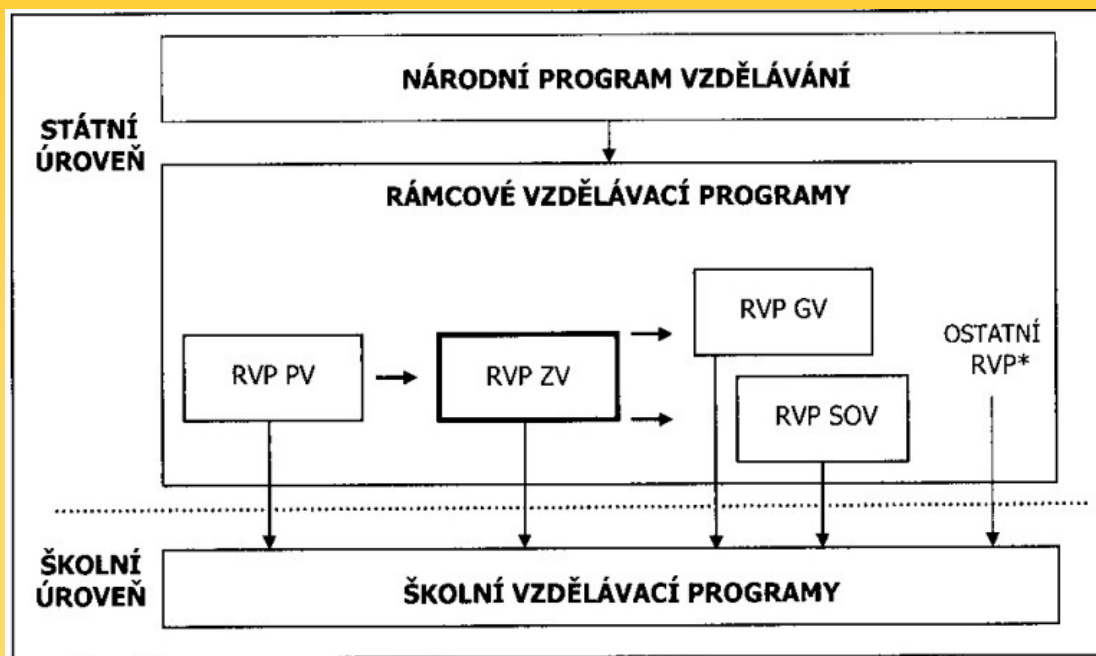 NÁRODNÍ PROGRAM VZDĚLÁVÁNÍ
STÁTNÍ
ÚROVEŇ
RÁMCOVÉ VZDĚLÁVACÍ PROGRAMY
RVP GV
OSTATNÍ
RVP*
RVP PV
RVP ZV
RVP SOV
ŠKOLNÍ
ÚROVEŇ
ŠKOLNÍ VZDĚLÁVACÍ PROGRAMY